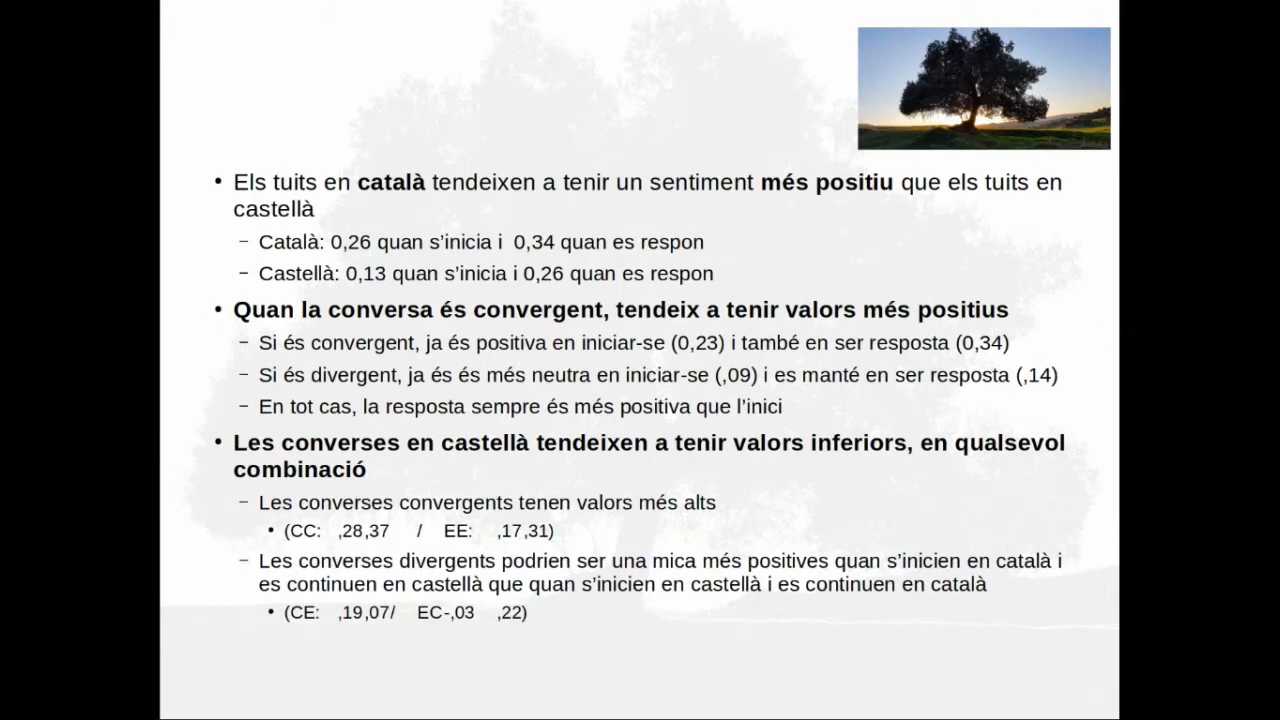 • Els tuits en català tendeixen a tenir un sentiment més positiu que els tuits en
castellà
– Català: 0,26 quan s’inicia i  0,34 quan es respon
– Castellà: 0,13 quan s’inicia i 0,26 quan es respon
• Quan la conversa és convergent, tendeix a tenir valors més positius
– Si és convergent, ja és positiva en iniciar-se (0,23) i també en ser resposta (0,34)
– Si és divergent, ja és és més neutra en iniciar-se (,09) i es manté en ser resposta (,14)
– En tot cas, la resposta sempre és més positiva que l’inici
• Les converses en castellà tendeixen a tenir valors inferiors, en qualsevol
combinació
– Les converses convergents tenen valors més alts
• (CC: ,28,37 / EE: ,17,31)
– Les converses divergents podrien ser una mica més positives quan s’inicien en català i
es continuen en castellà que quan s’inicien en castellà i es continuen en català
• (CE: ,19,07/ EC-,03 ,22)